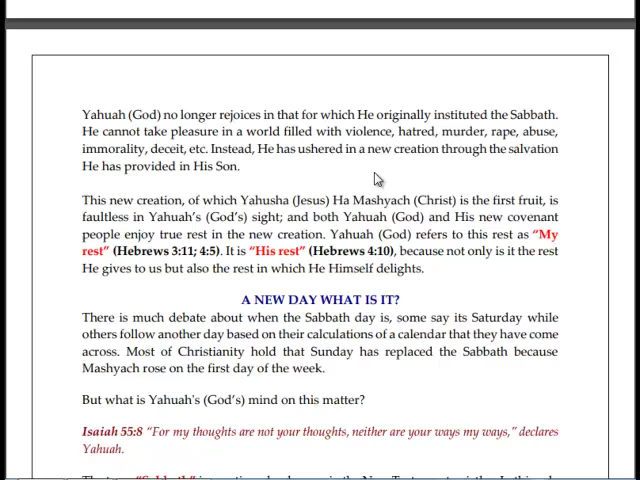 Yahuah (God) no longer rejoices in that for which He originally instituted the Sabbath.
He cannot take pleasure in a world filled with violence, hatred, murder, rape, abuse,
immorality, deceit, etc. Instead, He has ushered in a new creation through the salvation
He has provided in His Son.
This new creation, of which Yahusha (Jesus) Ha Mashyach (Christ) is the first fruit, is
faultless in Yahuah's (God's) sight; and both Yahuah (God) and His new covenant
people enjoy true rest in the new creation. Yahuah (God) refers to this rest as “My
rest” (Hebrews 3:11; 4:5). It is “His rest” (Hebrews 4:10), because not only is it the rest
He gives to us but also the rest in which He Himself delights.
A NEW DAY WHAT IS IT?
There is much debate about when the Sabbath day is, some say its Saturday while
others follow another day based on their calculations of a calendar that they have come
across. Most of Christianity hold that Sunday has replaced the Sabbath because
Mashyach rose on the first day of the week.
But what is Yahuah's (God's) mind on this matter?
Isaiah 55:8 “For my thoughts are not your thoughts, neither are your ways my ways,” declares
Yahuah.